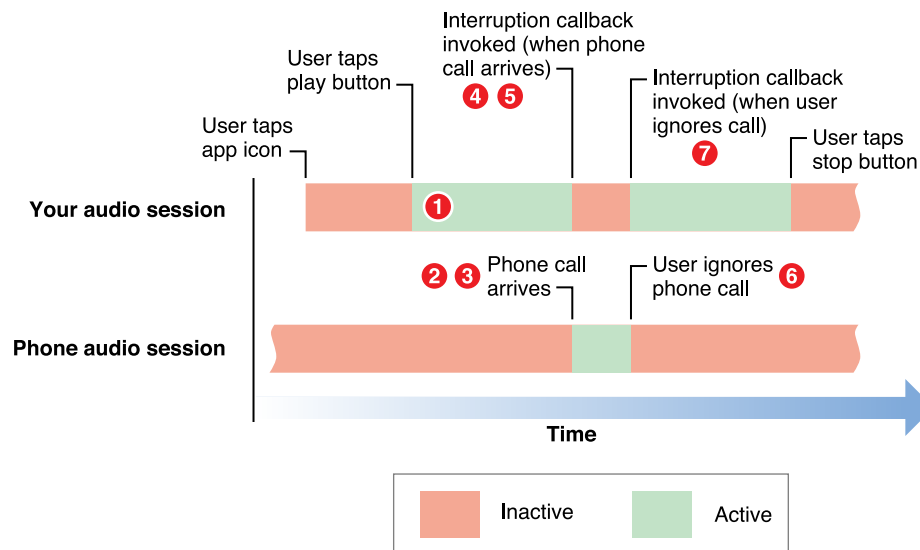 Interruption callback
invoked (when phone
call arrives)
4 5
User taps
play button
Interruption callback
invoked (when user
ignores call)
7
User taps
app icon
User taps
stop button
Your audio session
1
2 3
Phone call
arrives
User ignores
phone call
6
Phone audio session
Time
Inactive
Active